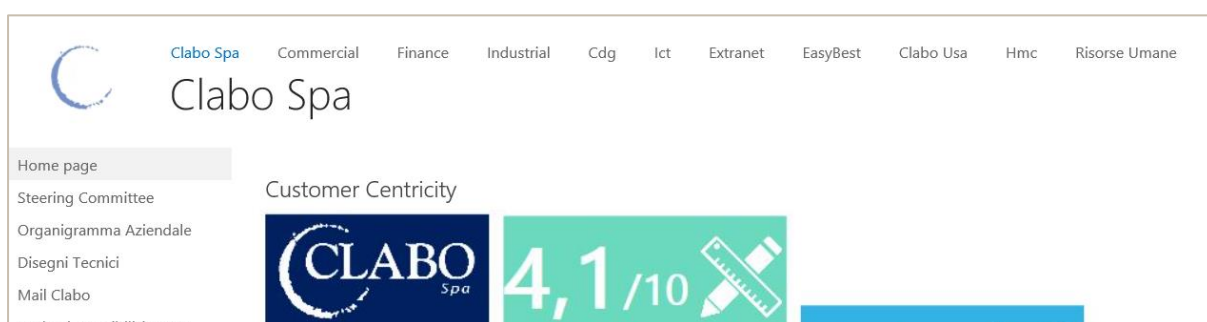 Clabo Spa Commercial Finance Industrial Cdg Ict Extranet EasyBest Clabo Usa Hmc Risorse Umane
Clabo Spa
Home page
Steering Committee
Organigramma Aziendale
Disegni Tecnici
Mail Clabo
Customer Centricity
CLABO
Spa
4,1/10